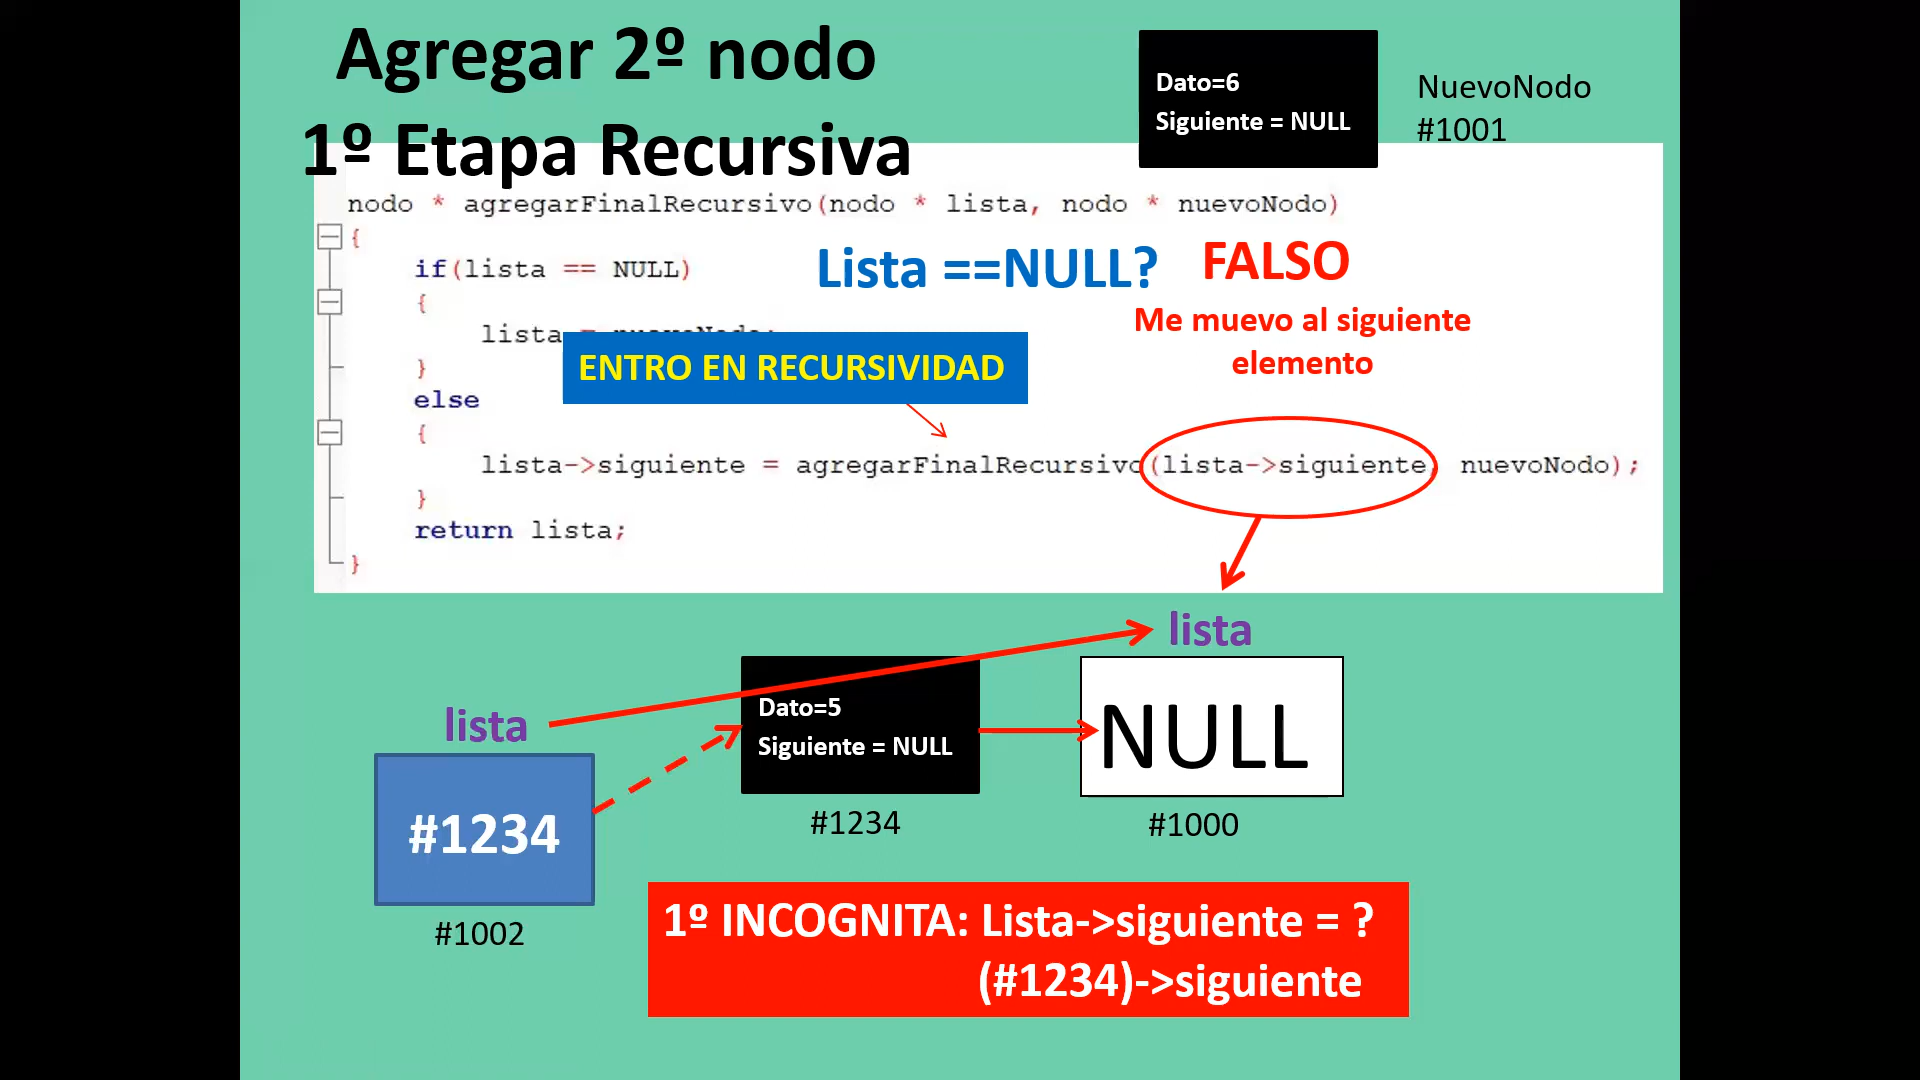 Agregar 2º nodo
1º Etapa Recursiva
Dato=6
Siguiente = NULL
NuevoNodo
#1001
nodo * agregarFinalRecursivo(nodo * lista, nodo * nuevoNodo)
{
if(lista == NULL)
Lista ==NULL?
FALSO
{
Me muevo al siguiente
elemento
lista
ENTRO EN RECURSIVIDAD
}
else
{
lista->siguiente = agregarFinalRecursivo(lista->siguiente, nuevoNodo);
}
return lista;
}
lista
lista
Dato=5
Siguiente = NULL
NULL
#1234
#1234
#1000
#1002
1º INCOGNITA: Lista->siguiente = ?
(#1234)->siguiente